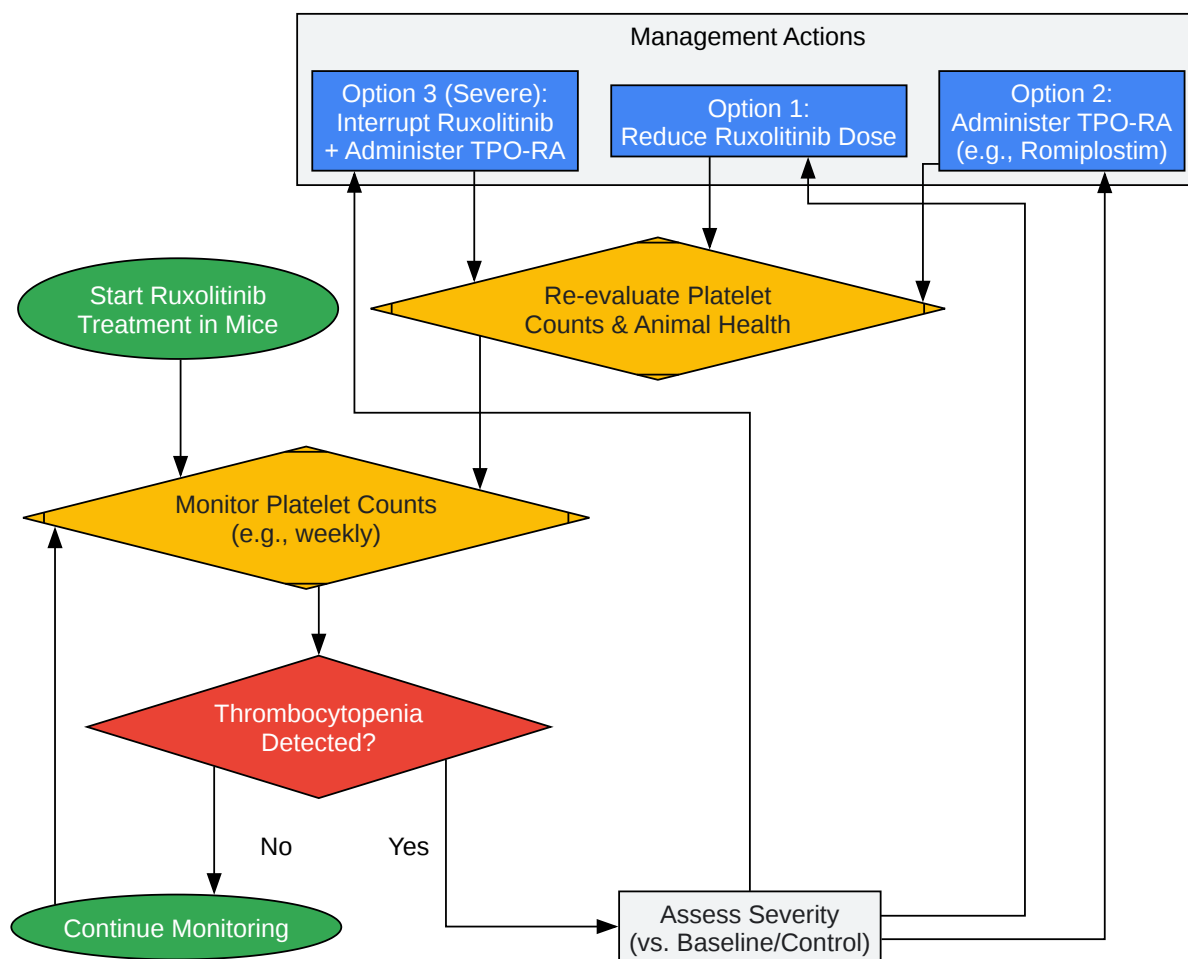 Management Actions
Option 3 (Severe):
Interrupt Ruxolitinib
+ Administer TPO-RA
Option 1:
Reduce Ruxolitinib Dose
Option 2:
Administer TPO-RA
(e.g., Romiplostim)
Start Ruxolitinib
Treatment in Mice
Re-evaluate Platelet
Counts & Animal Health
Monitor Platelet Counts
(e.g., weekly)
Thrombocytopenia
Detected?
No
Yes
Continue Monitoring
Assess Severity
(vs. Baseline/Control)